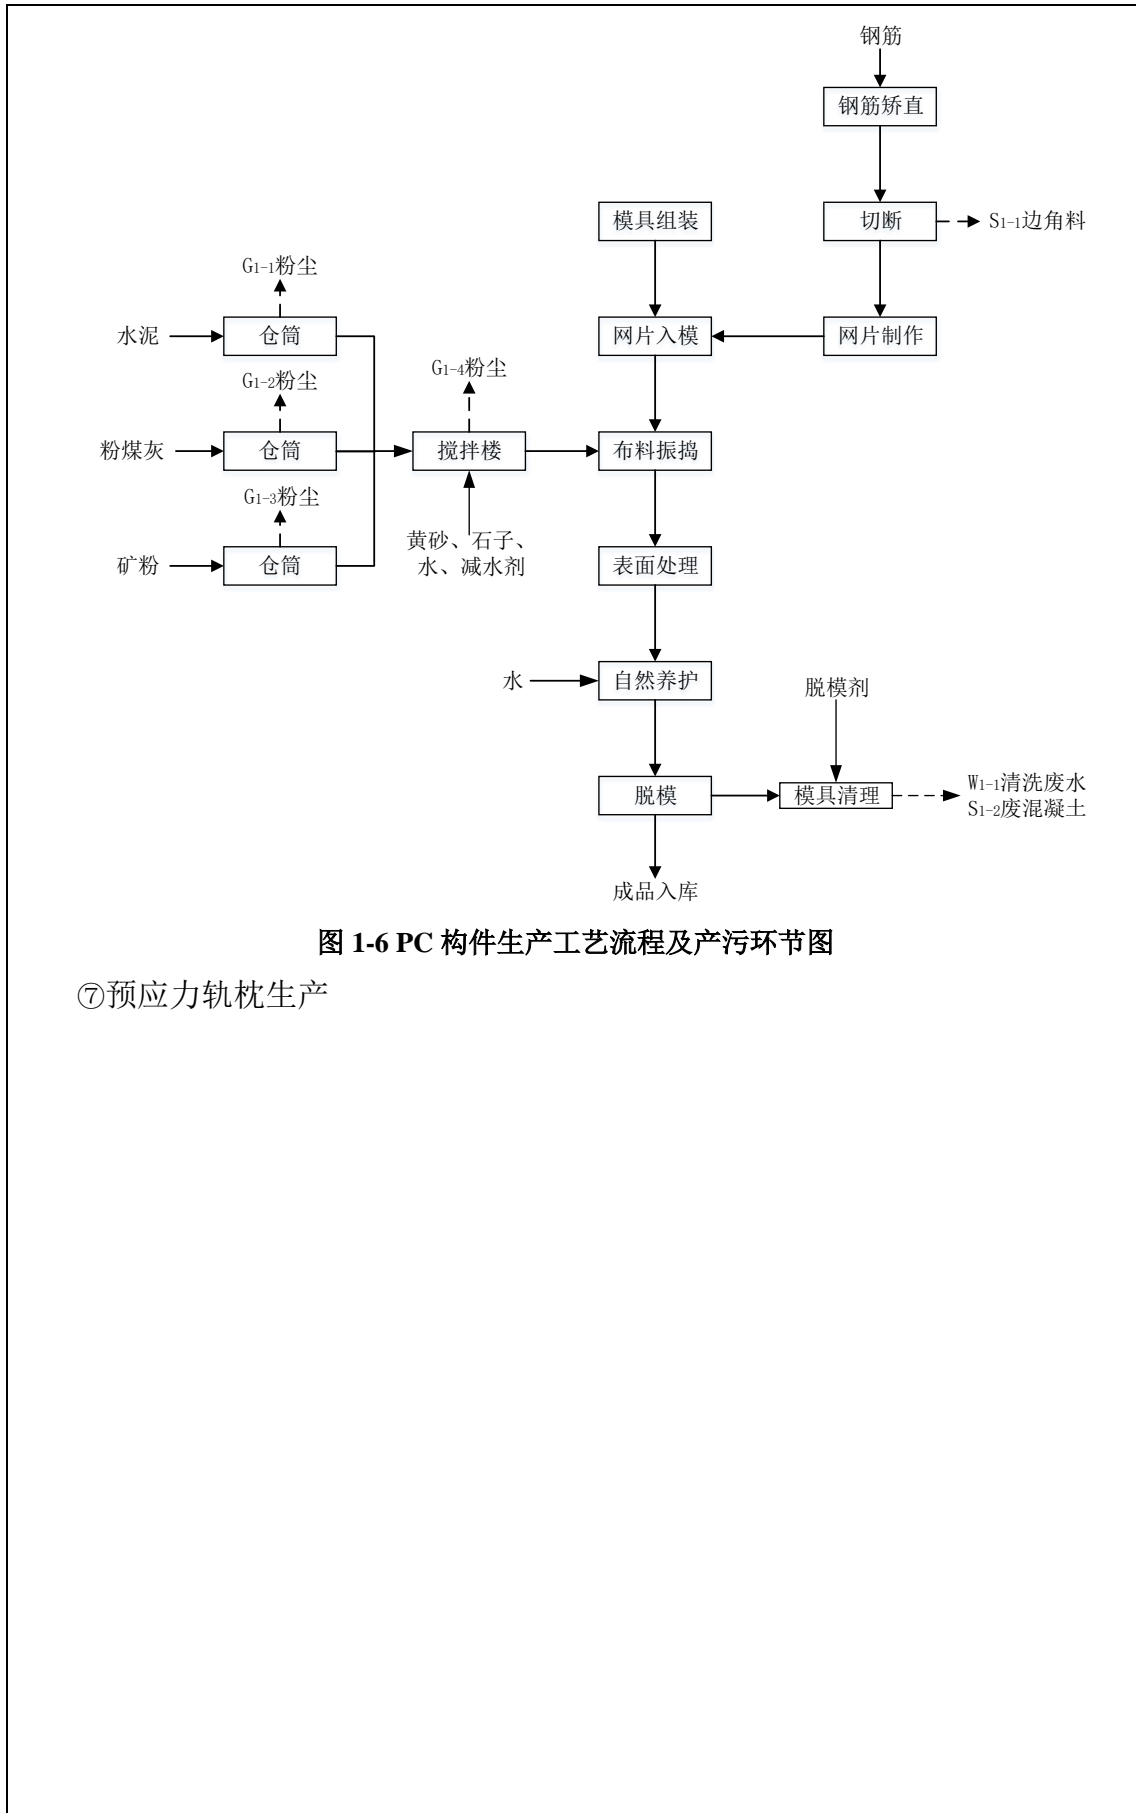 钢筋
钢筋矫直
模具组装
切断
S1-1边角料
G1-1粉尘
水泥
仓筒
网片入模
网片制作
G1-2粉尘
G1-4粉尘
粉煤灰
仓筒
搅拌楼
布料振捣
G1-3粉尘
黄砂、石子、
水、减水剂
矿粉
仓筒
表面处理
水
自然养护
脱模剂
脱模
模具清理
W1-1清洗废水
S1-2废混凝土
成品入库
图 1-6 PC 构件生产工艺流程及产污环节图
⑦预应力轨枕生产